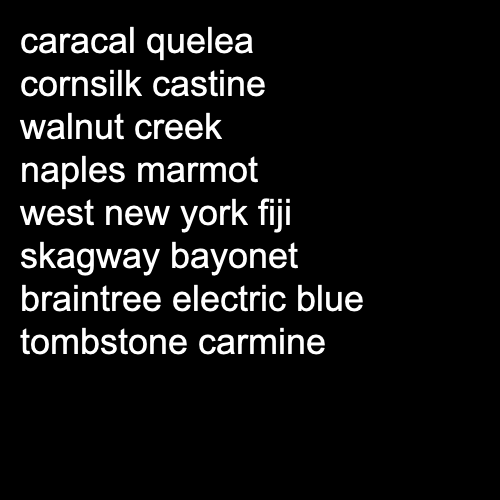 caracal quelea
cornsilk castine
walnut creek
naples marmot
west new york fiji
skagway bayonet
braintree electric blue
tombstone carmine